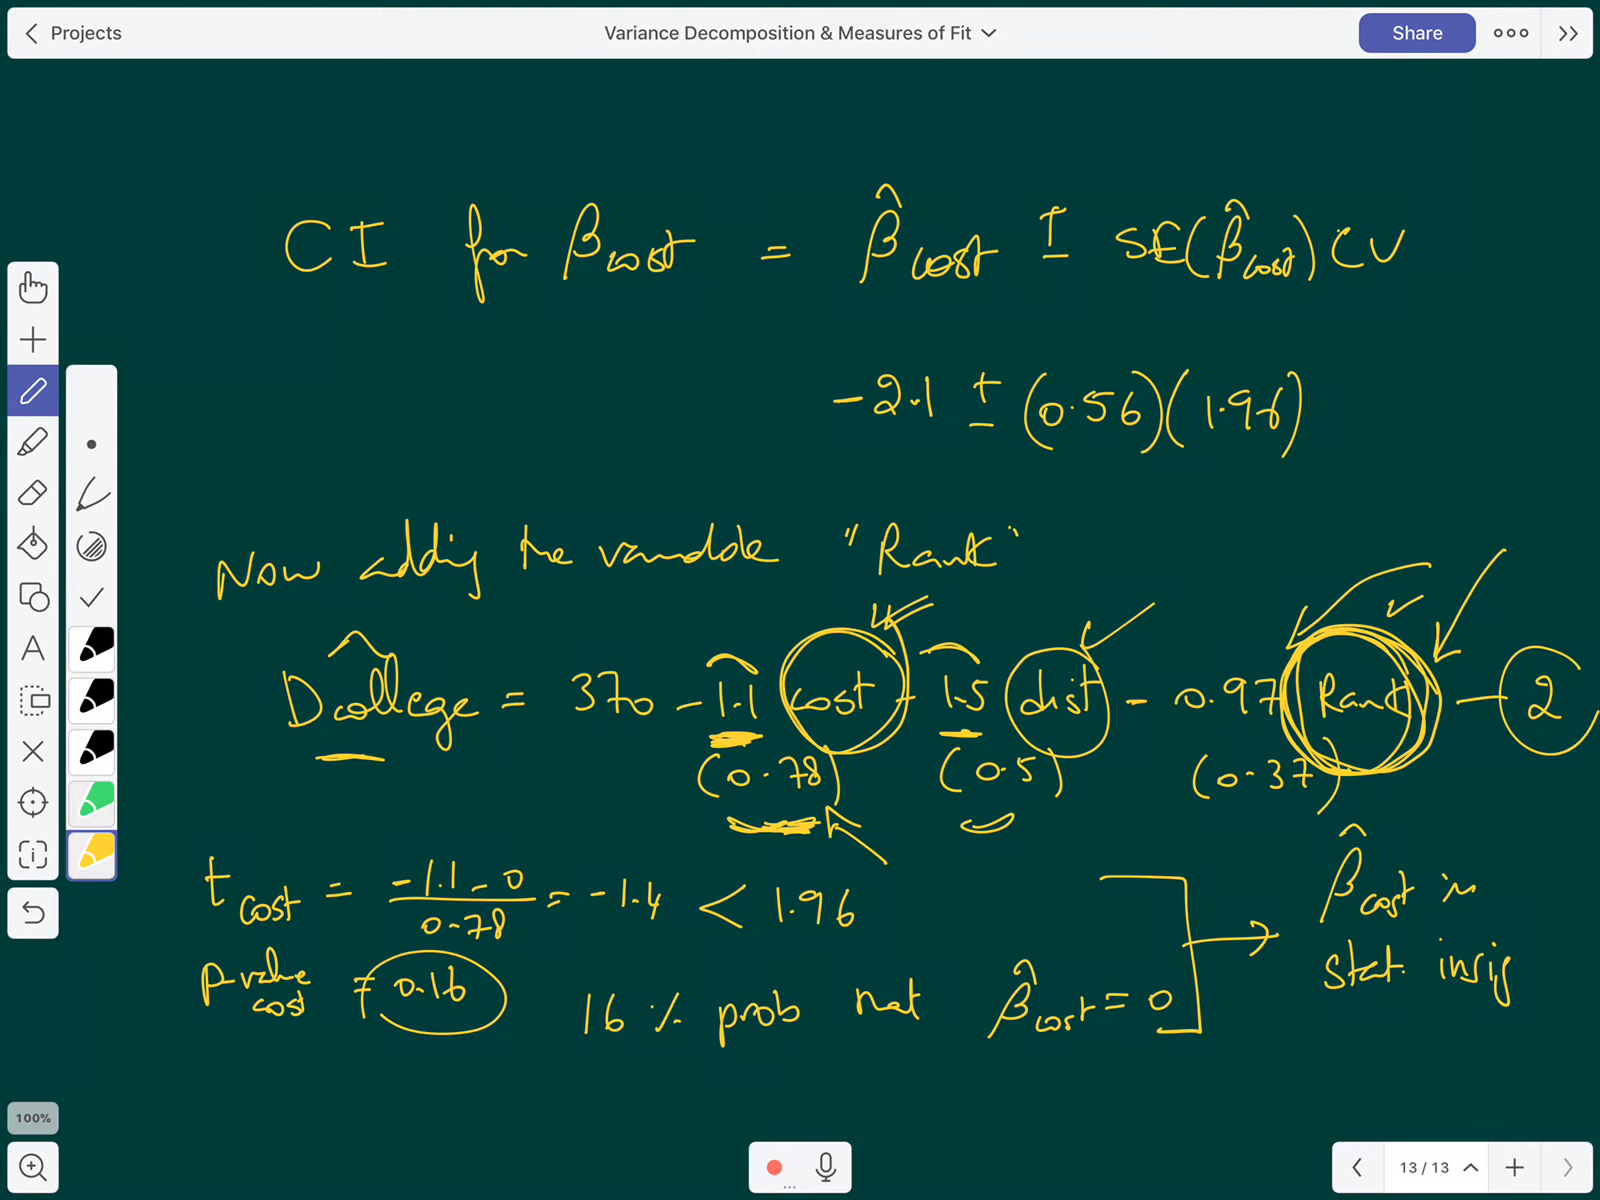 Projects
Variance Decomposition & Measures of Fit
Share
CI for βcost = β̂cost ± SE(β̂cost) CV
-2.1 ± (0.56)(1.96)
Now adding the variable "Rank"
D̂college = 370 - 1.1 cost - 1.5 dist - 0.97 Rank - 2
(0.78) (0.5) (0.37)
tcost = -1.1 - 0 / 0.78 = -1.4 < 1.96
p-value cost = 0.16
16 % prob that β̂cost = 0
β̂cost is
stat. insig
100%
13 / 13